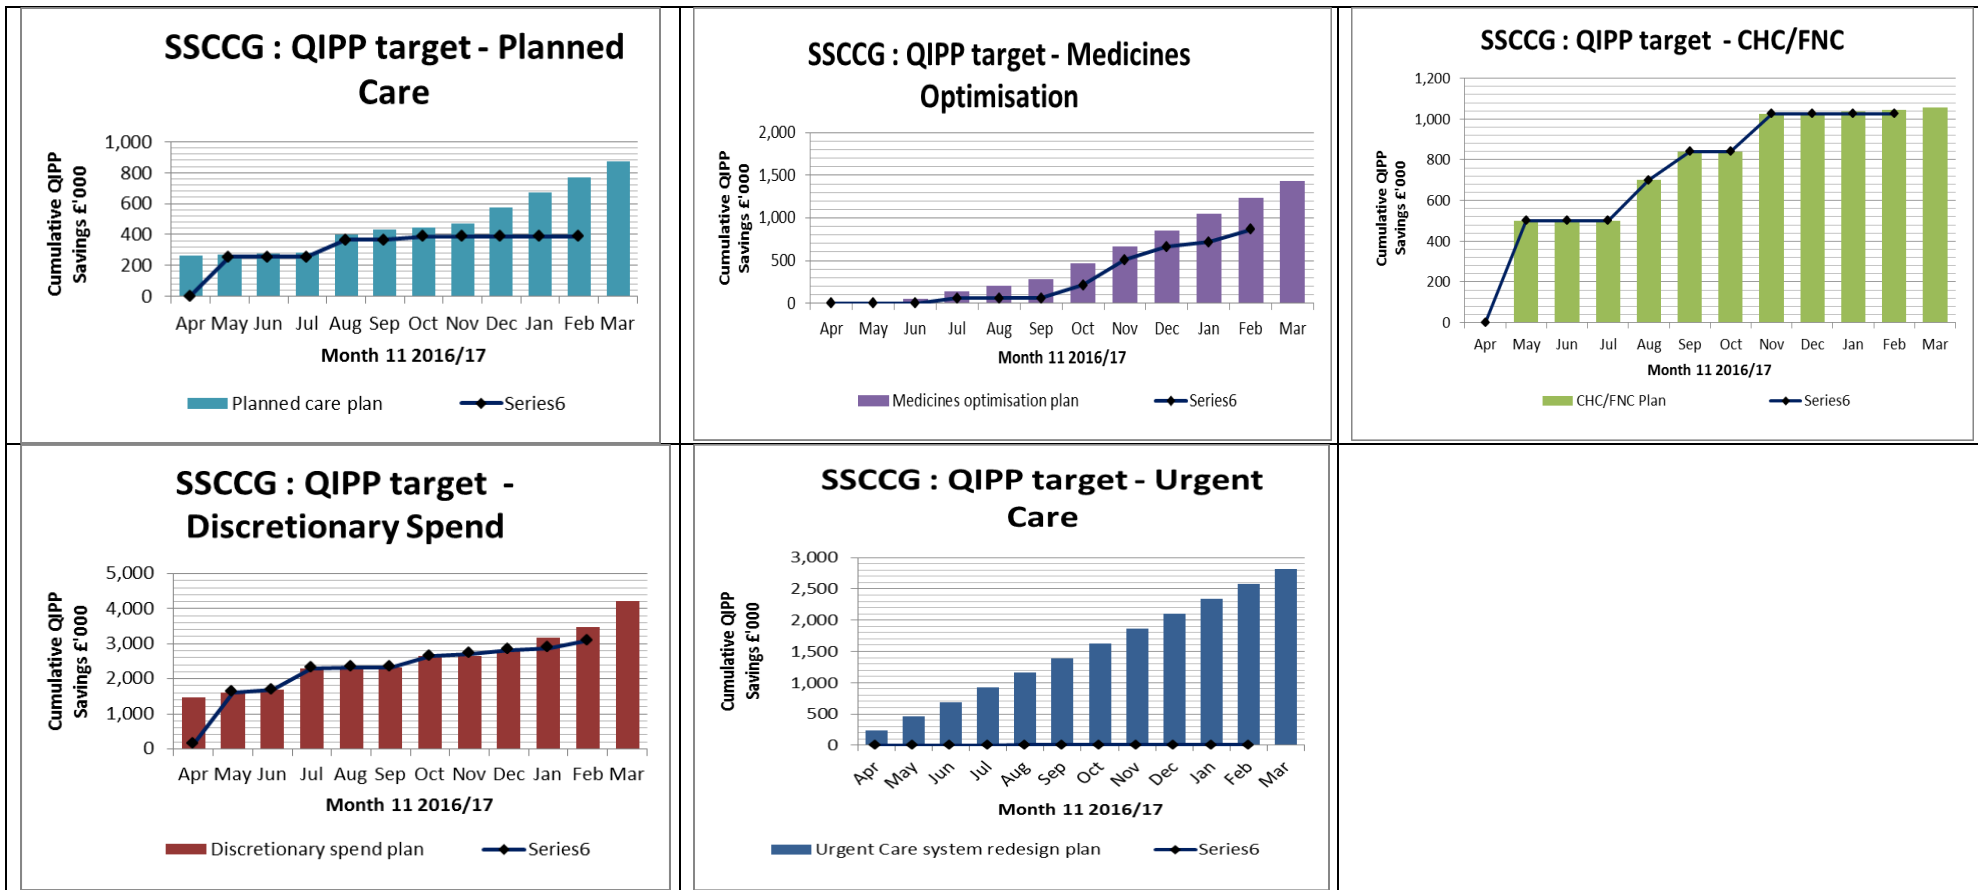 SSCCG : QIPP target - Planned
Care
Cumulative QIPP
Savings £'000
1,000
800
600
400
200
0
Apr May Jun Jul Aug Sep Oct Nov Dec Jan Feb Mar
Month 11 2016/17
Planned care plan Series6
SSCCG : QIPP target - Medicines
Optimisation
Cumulative QIPP
Savings £'000
2,000
1,500
1,000
500
0
Apr May Jun Jul Aug Sep Oct Nov Dec Jan Feb Mar
Month 11 2016/17
Medicines optimisation plan Series6
SSCCG : QIPP target - CHC/FNC
Cumulative QIPP
Savings £'000
1,200
1,000
800
600
400
200
0
Apr May Jun Jul Aug Sep Oct Nov Dec Jan Feb Mar
Month 11 2016/17
CHC/FNC Plan Series6
SSCCG : QIPP target -
Discretionary Spend
Cumulative QIPP
Savings £'000
5,000
4,000
3,000
2,000
1,000
0
Apr May Jun Jul Aug Sep Oct Nov Dec Jan Feb Mar
Month 11 2016/17
Discretionary spend plan Series6
SSCCG : QIPP target - Urgent
Care
Cumulative QIPP
Savings £'000
3,000
2,500
2,000
1,500
1,000
500
0
Apr May Jun Jul Aug Sep Oct Nov Dec Jan Feb Mar
Month 11 2016/17
Urgent Care system redesign plan Series6